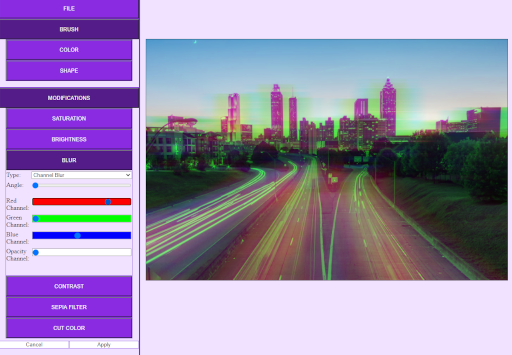 FILE
BRUSH
COLOR
SHAPE
MODIFICATIONS
SATURATION
BRIGHTNESS
BLUR
Type: Channel Blur
Angle:
Red
Channel:
Green
Channel:
Blue
Channel:
Opacity
Channel:
CONTRAST
SEPIA FILTER
CUT COLOR
Cancel Apply